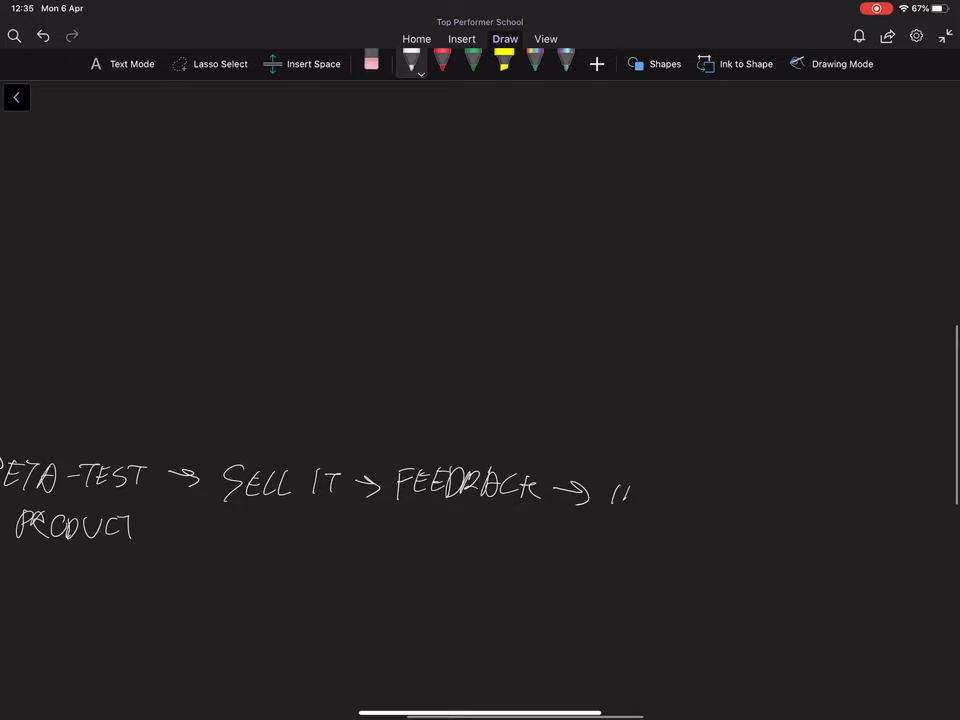 12:35 Mon 6 Apr
67%
Top Performer School
Home Insert Draw View
Text Mode Lasso Select Insert Space Shapes Ink to Shape Drawing Mode
BETA-TEST → SELL IT → FEEDBACK → "
PRODUCT